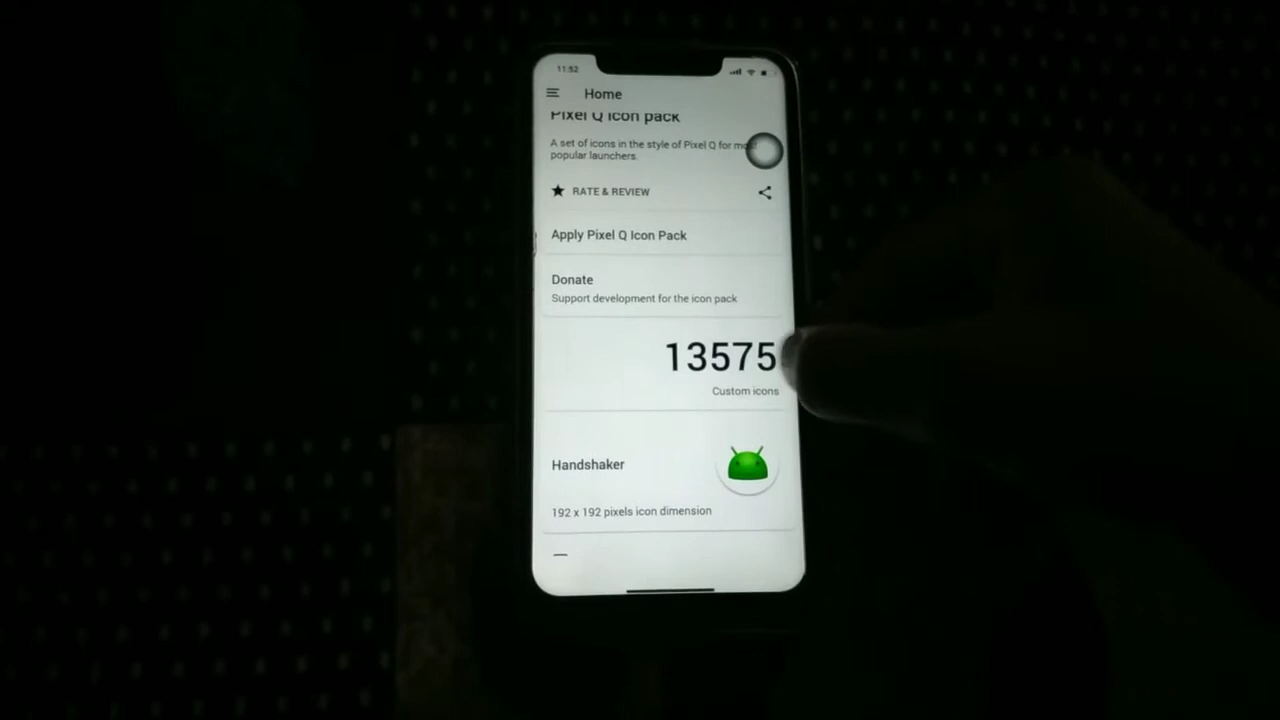 11:52
Home
Pixel Q Icon pack
A set of icons in the style of Pixel Q for most
popular launchers.
RATE & REVIEW
Apply Pixel Q Icon Pack
Donate
Support development for the icon pack
13575
Custom icons
Handshaker
192 x 192 pixels icon dimension